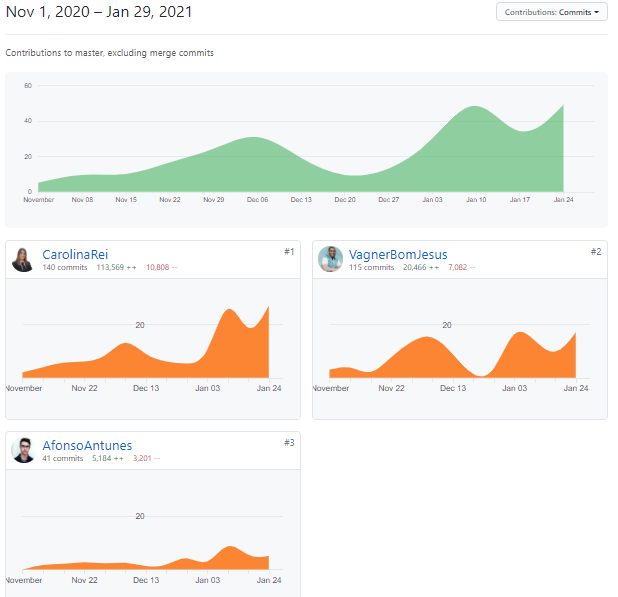 Nov 1, 2020 – Jan 29, 2021
Contributions: Commits
Contributions to master, excluding merge commits
60
40
20
0
November Nov 08 Nov 15 Nov 22 Nov 29 Dec 06 Dec 13 Dec 20 Dec 27 Jan 03 Jan 10 Jan 17 Jan 24
CarolinaRei #1
140 commits 113,569 ++ 10,808 --
20
November Nov 22 Dec 13 Jan 03 Jan 24
VagnerBomJesus #2
115 commits 20,466 ++ 7,082 --
20
November Nov 22 Dec 13 Jan 03 Jan 24
AfonsoAntunes #3
41 commits 5,184 ++ 3,201 --
20
November Nov 22 Dec 13 Jan 03 Jan 24